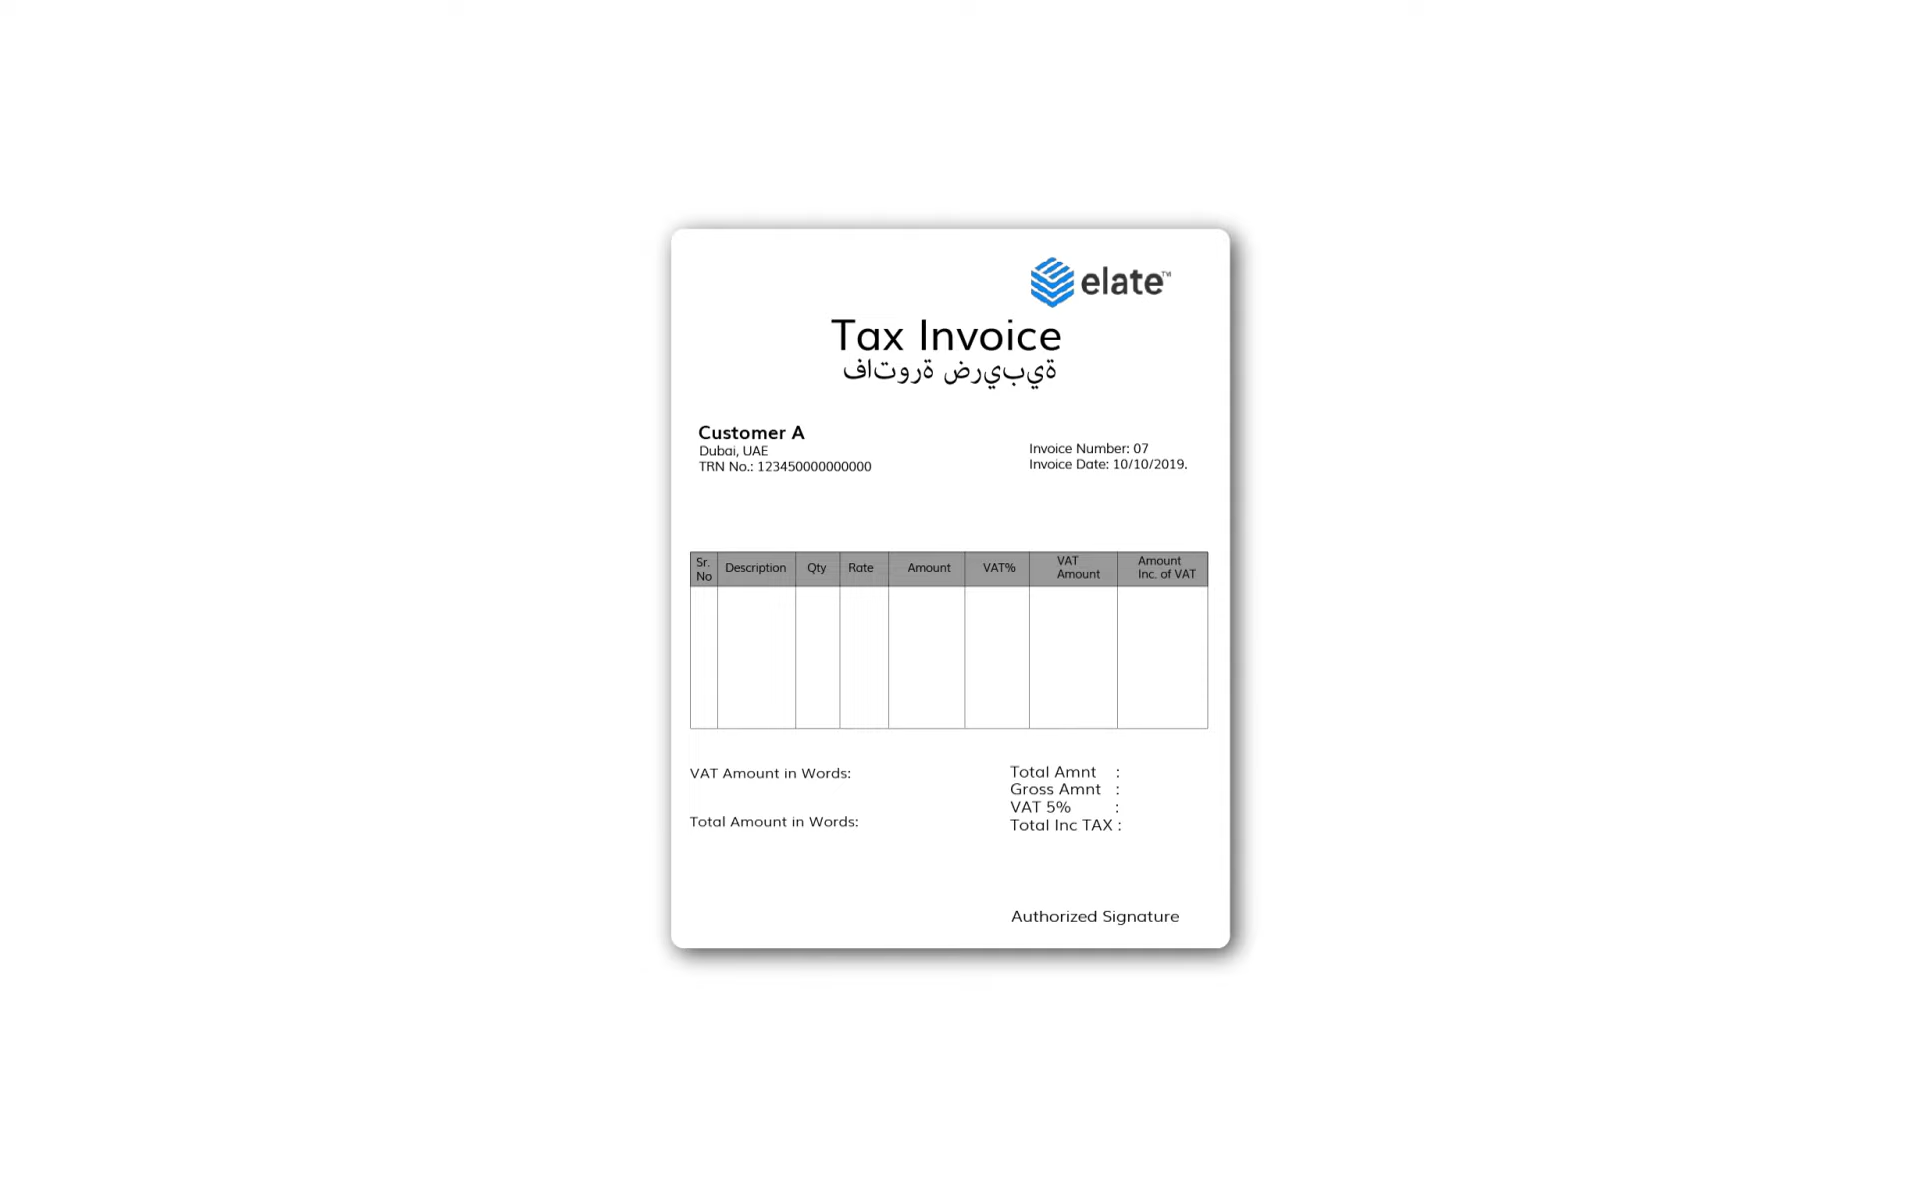 elate™
Tax Invoice
ةيبيرض ةروتاف
Customer A
Dubai, UAE
TRN No.: 123450000000000
Invoice Number: 07
Invoice Date: 10/10/2019.
Sr. No Description Qty Rate Amount VAT% VAT Amount Amount Inc. of VAT
VAT Amount in Words:
Total Amount in Words:
Total Amnt :
Gross Amnt :
VAT 5% :
Total Inc TAX :
Authorized Signature